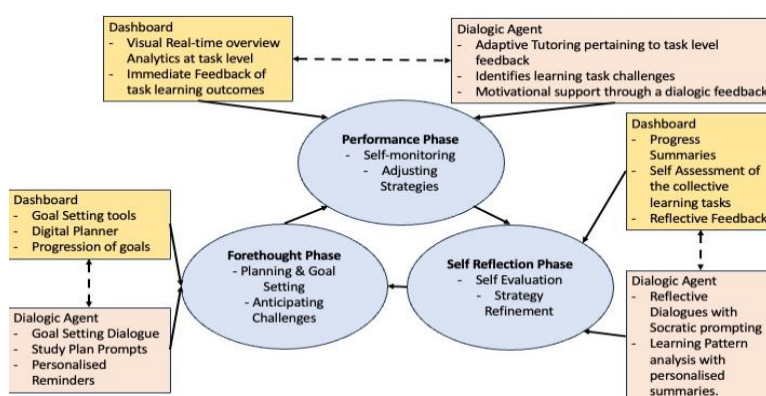 Dashboard
- Visual Real-time overview
Analytics at task level
- Immediate Feedback of
task learning outcomes
Dialogic Agent
- Adaptive Tutoring pertaining to task level
feedback
- Identifies learning task challenges
- Motivational support through a dialogic feedback
Performance Phase
- Self-monitoring
- Adjusting
Strategies
Dashboard
- Progress
Summaries
- Self Assessment of
the collective
learning tasks
- Reflective Feedback
Dashboard
- Goal Setting tools
- Digital Planner
- Progression of goals
Forethought Phase
- Planning & Goal
Setting
- Anticipating
Challenges
Self Reflection Phase
- Self Evaluation
- Strategy
Refinement
Dialogic Agent
- Goal Setting Dialogue
- Study Plan Prompts
- Personalised
Reminders
Dialogic Agent
- Reflective
Dialogues with
Socratic prompting
- Learning Pattern
analysis with
personalised
summaries.